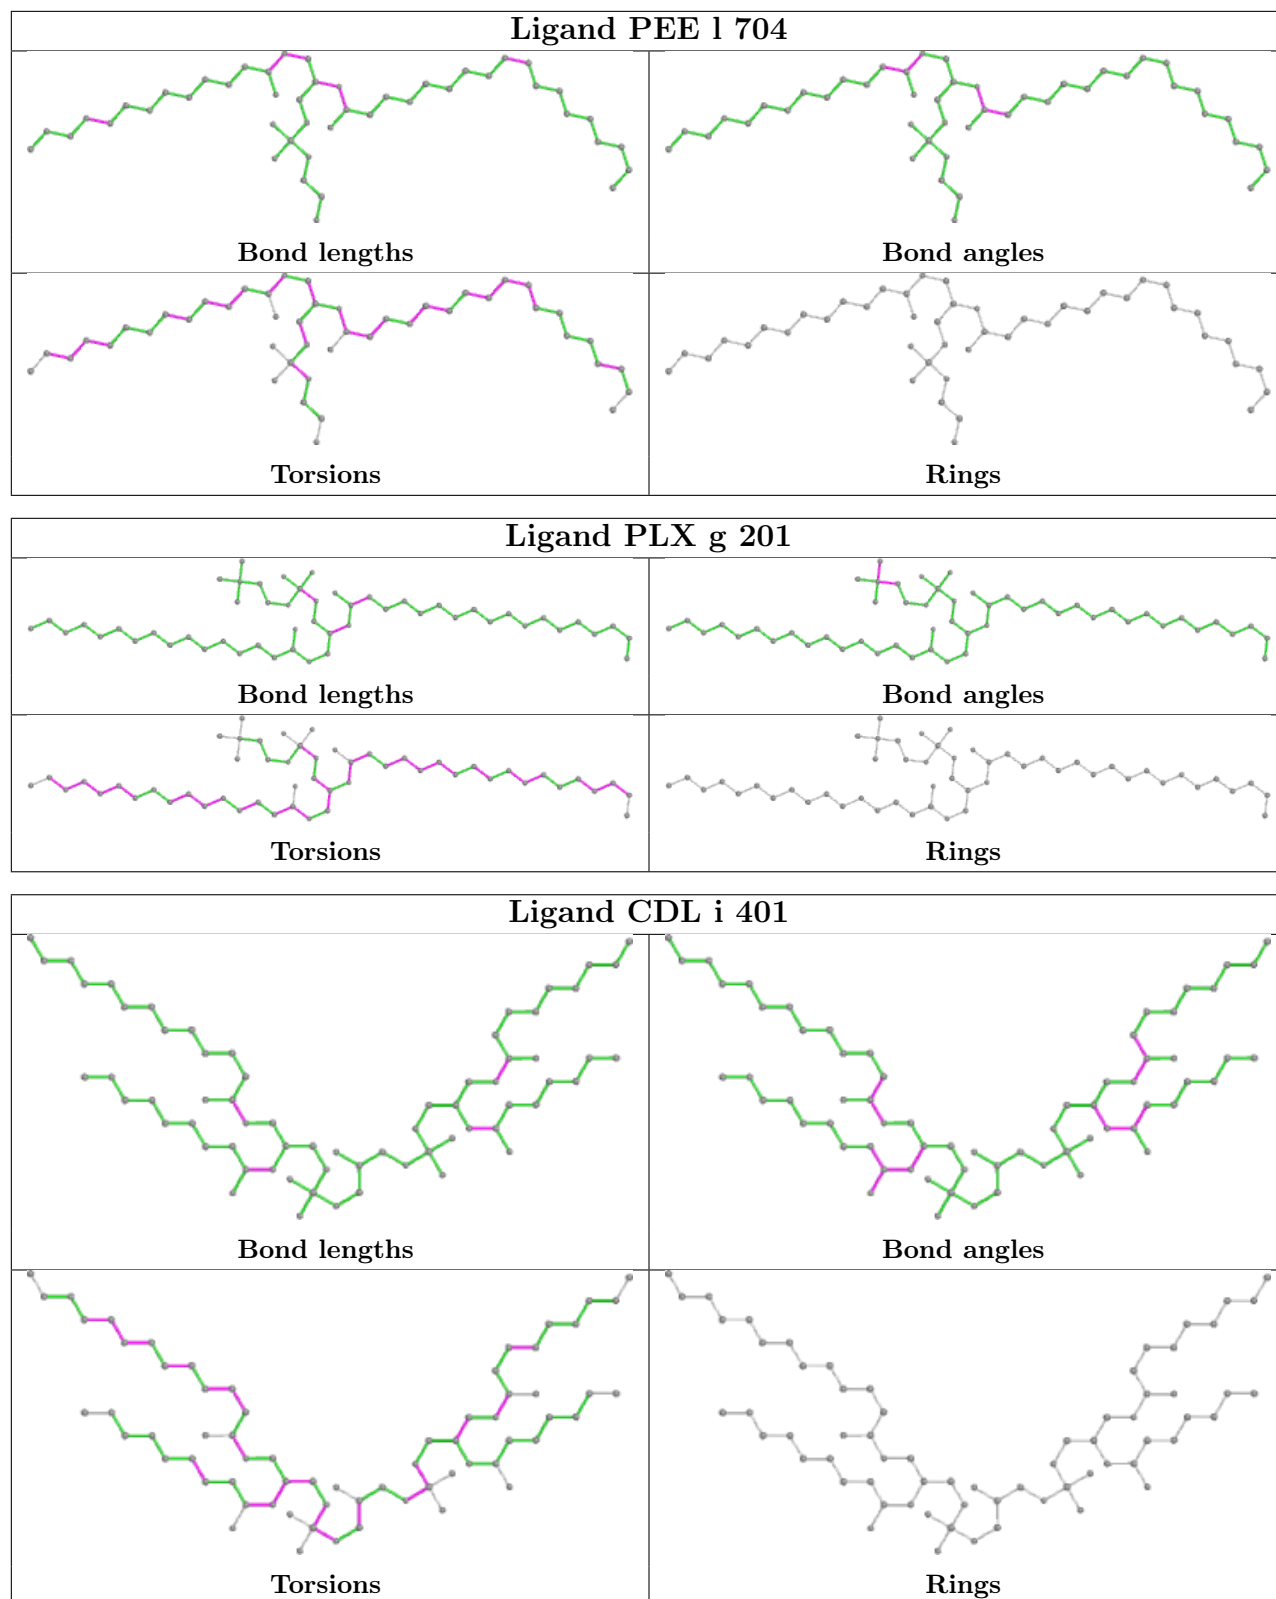 Ligand PEE l 704
Bond lengths
Bond angles
Torsions
Rings
Ligand PLX g 201
Bond lengths
Bond angles
Torsions
Rings
Ligand CDL i 401
Bond lengths
Bond angles
Torsions
Rings